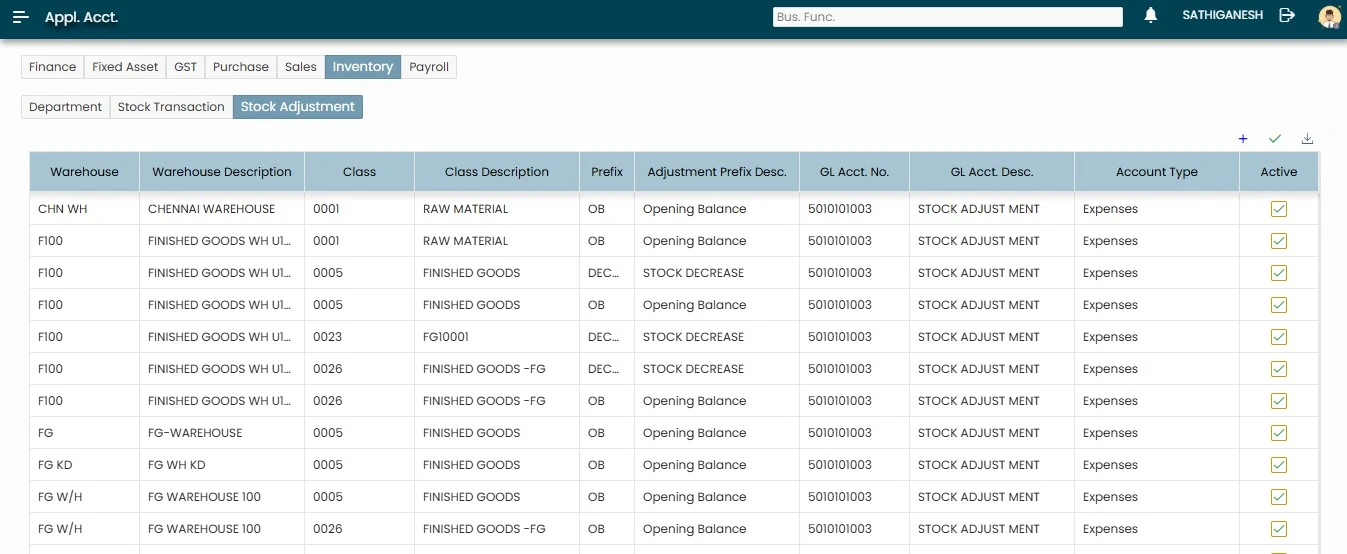 Appl. Acct. Bus. Func. SATHIGANESH
Finance Fixed Asset GST Purchase Sales Inventory Payroll
Department Stock Transaction Stock Adjustment
Warehouse Warehouse Description Class Class Description Prefix Adjustment Prefix Desc. GL Acct. No. GL Acct. Desc. Account Type Active
CHN WH CHENNAI WAREHOUSE 0001 RAW MATERIAL OB Opening Balance 5010101003 STOCK ADJUST MENT Expenses
F100 FINISHED GOODS WH U1... 0001 RAW MATERIAL OB Opening Balance 5010101003 STOCK ADJUST MENT Expenses
F100 FINISHED GOODS WH U1... 0005 FINISHED GOODS DEC... STOCK DECREASE 5010101003 STOCK ADJUST MENT Expenses
F100 FINISHED GOODS WH U1... 0005 FINISHED GOODS OB Opening Balance 5010101003 STOCK ADJUST MENT Expenses
F100 FINISHED GOODS WH U1... 0023 FG10001 DEC... STOCK DECREASE 5010101003 STOCK ADJUST MENT Expenses
F100 FINISHED GOODS WH U1... 0026 FINISHED GOODS -FG DEC... STOCK DECREASE 5010101003 STOCK ADJUST MENT Expenses
F100 FINISHED GOODS WH U1... 0026 FINISHED GOODS -FG OB Opening Balance 5010101003 STOCK ADJUST MENT Expenses
FG FG-WAREHOUSE 0005 FINISHED GOODS OB Opening Balance 5010101003 STOCK ADJUST MENT Expenses
FG KD FG WH KD 0005 FINISHED GOODS OB Opening Balance 5010101003 STOCK ADJUST MENT Expenses
FG W/H FG WAREHOUSE 100 0005 FINISHED GOODS OB Opening Balance 5010101003 STOCK ADJUST MENT Expenses
FG W/H FG WAREHOUSE 100 0026 FINISHED GOODS -FG OB Opening Balance 5010101003 STOCK ADJUST MENT Expenses